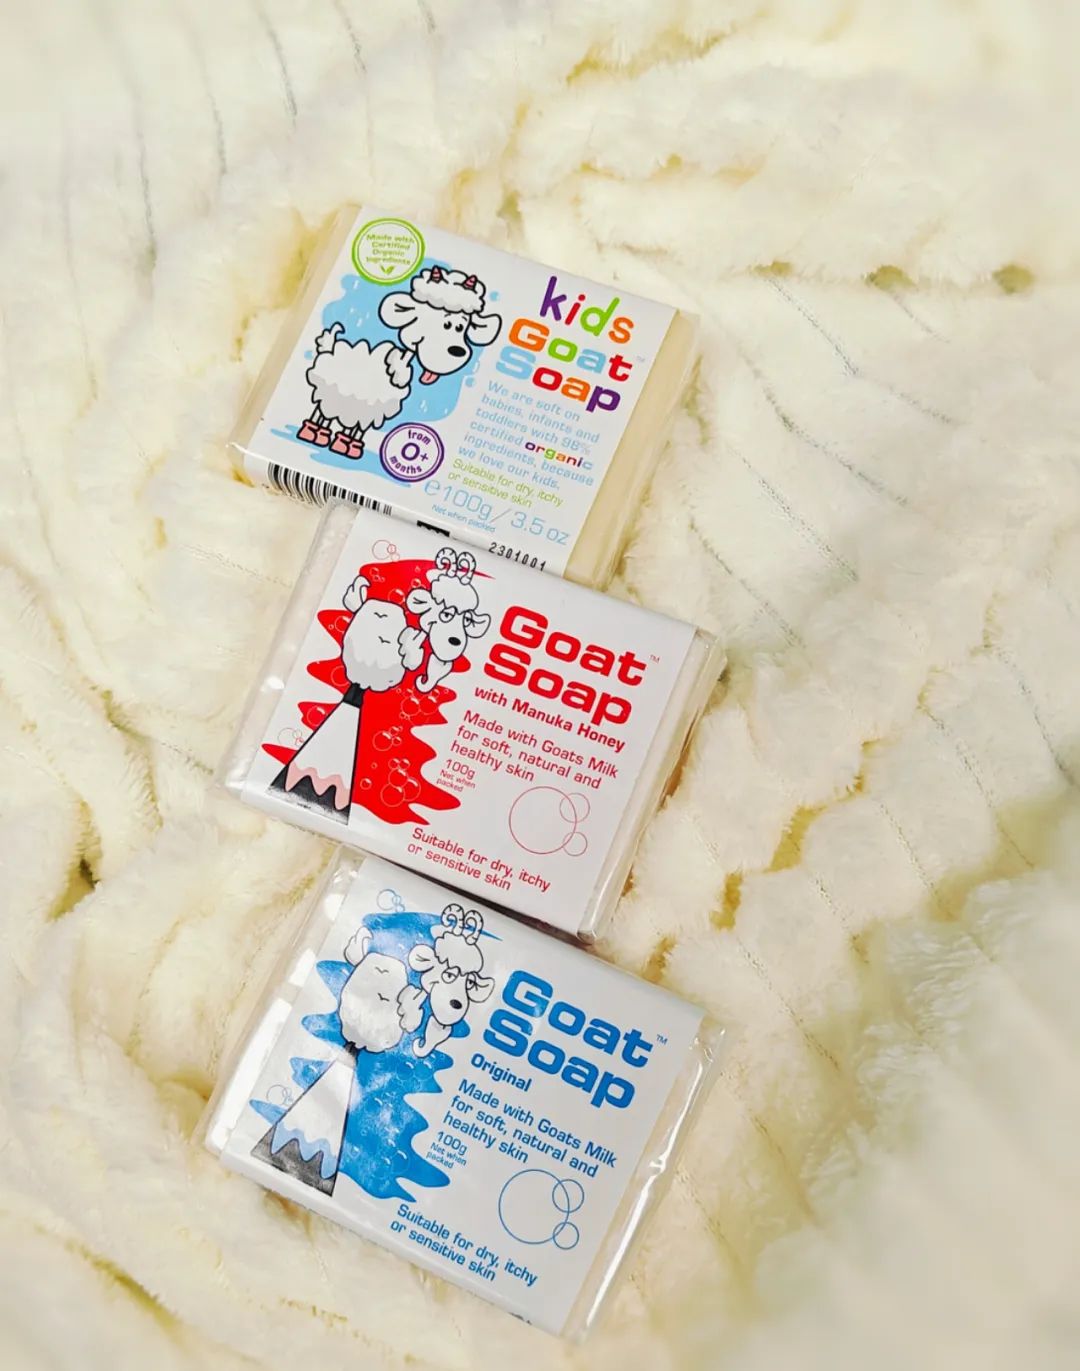 Made with
Certified
Organic
Ingredients
kids
Goat
Soap
TM
We are soft on
babies, infants and
toddlers with 98%
certified organic
ingredients, because
we love our kids.
Suitable for dry, itchy
or sensitive skin
from
0+
months
e100g/3.5 oz
Net when packed
2301001
Goat
Soap
TM
with Manuka Honey
Made with Goats Milk
for soft, natural and
healthy skin
100g
Net when
packed
Suitable for dry, itchy
or sensitive skin
Goat
Soap
TM
Original
Made with Goats Milk
for soft, natural and
healthy skin
100g
Net when
packed
Suitable for dry, itchy
or sensitive skin